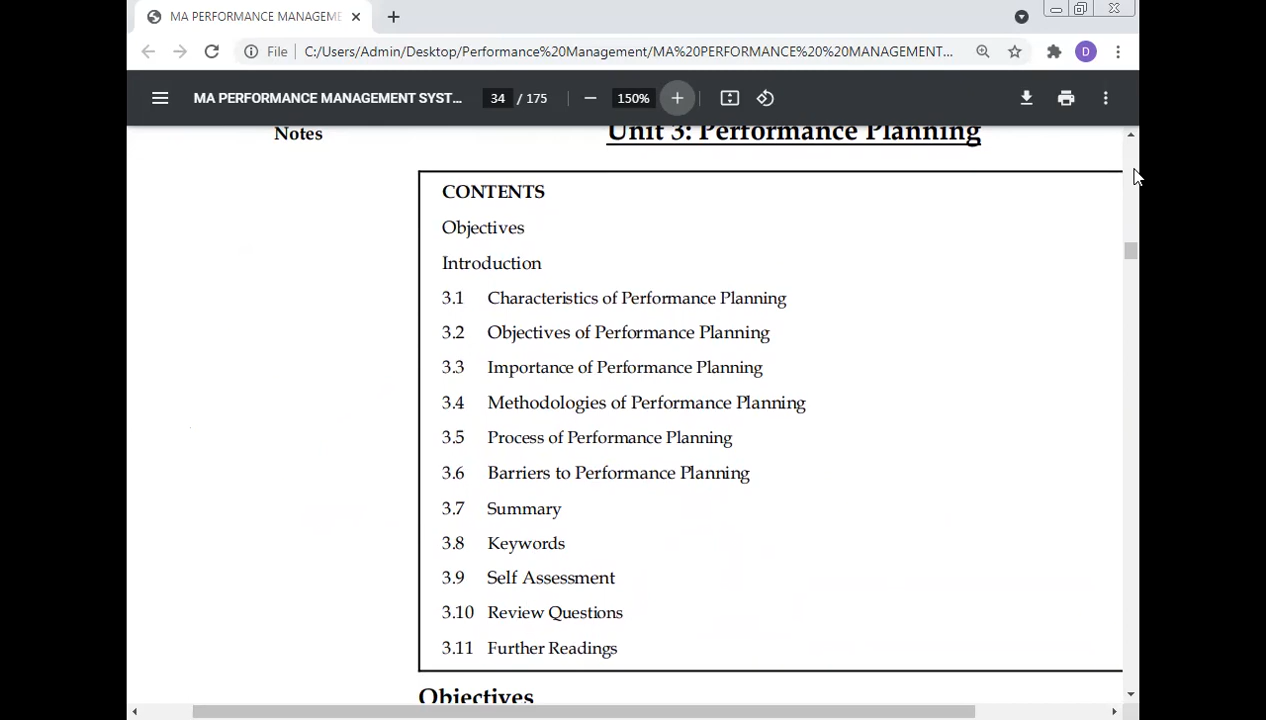 MA PERFORMANCE MANAGEME
File C:/Users/Admin/Desktop/Performance%20Management/MA%20PERFORMANCE%20%20MANAGEMENT... D
MA PERFORMANCE MANAGEMENT SYST... 34 / 175 150%
Notes Unit 3: Performance Planning
CONTENTS
Objectives
Introduction
3.1 Characteristics of Performance Planning
3.2 Objectives of Performance Planning
3.3 Importance of Performance Planning
3.4 Methodologies of Performance Planning
3.5 Process of Performance Planning
3.6 Barriers to Performance Planning
3.7 Summary
3.8 Keywords
3.9 Self Assessment
3.10 Review Questions
3.11 Further Readings
Objectives